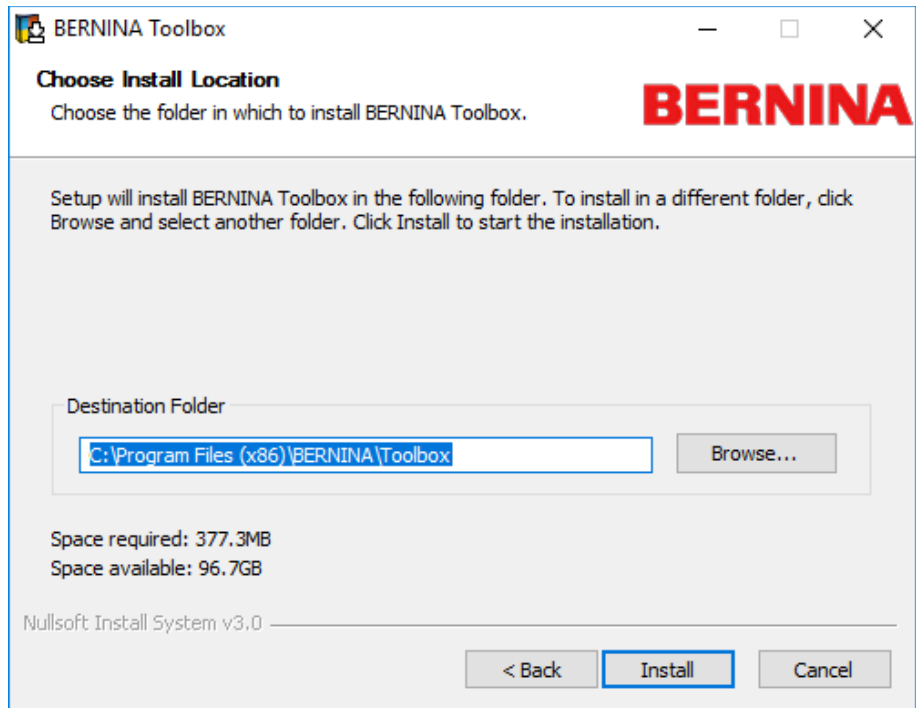 BERNINA Toolbox
Choose Install Location
Choose the folder in which to install BERNINA Toolbox.
BERNINA
Setup will install BERNINA Toolbox in the following folder. To install in a different folder, click
Browse and select another folder. Click Install to start the installation.
Destination Folder
C:\Program Files (x86)\BERNINA\Toolbox
Browse...
Space required: 377.3MB
Space available: 96.7GB
Nullsoft Install System v3.0
< Back
Install
Cancel